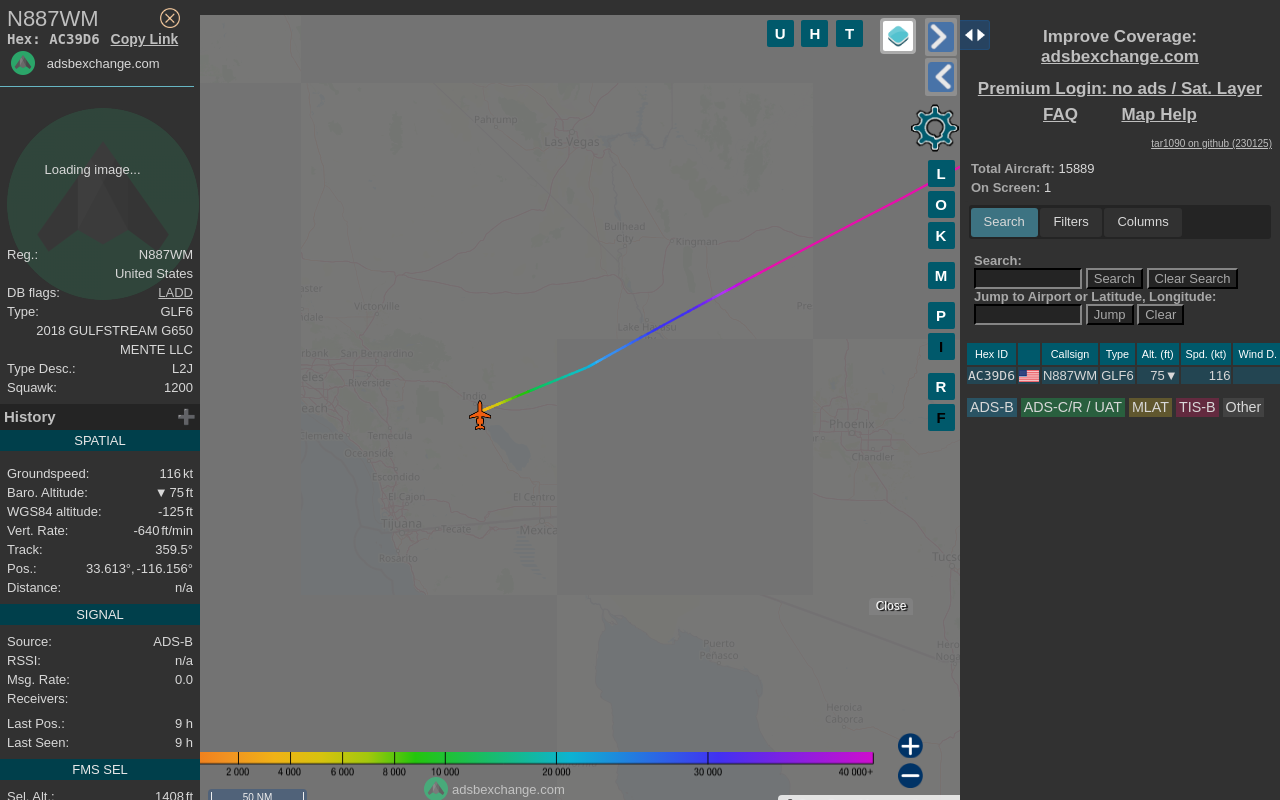 N887WM
Hex: AC39D6 Copy Link
adsbexchange.com
Loading image...
Reg.: N887WM
United States
DB flags: LADD
Type: GLF6
2018 GULFSTREAM G650
MENTE LLC
Type Desc.: L2J
Squawk: 1200
History
SPATIAL
Groundspeed: 116 kt
Baro. Altitude: ▼ 75 ft
WGS84 altitude: -125 ft
Vert. Rate: -640 ft/min
Track: 359.5°
Pos.: 33.613°, -116.156°
Distance: n/a
SIGNAL
Source: ADS-B
RSSI: n/a
Msg. Rate: 0.0
Receivers:
Last Pos.: 9 h
Last Seen: 9 h
FMS SEL
Sel. Alt.: 1408 ft
U H T
L
O
K
M
P
I
R
F
Pahrump
Las Vegas
Bullhead
City
Kingman
Victorville
Lake Havasu
San Bernardino
Riverside
Indio
Temecula
Oceanside
Escondido
El Cajon
El Centro
Tijuana
Tecate
Mexica
Rosarito
Phoenix
Chandler
Tucs
Close
Puerto
Peñasco
Heroica
Caborca
2 000 4 000 6 000 8 000 10 000 20 000 30 000 40 000+
adsbexchange.com
50 NM
Improve Coverage:
adsbexchange.com
Premium Login: no ads / Sat. Layer
FAQ Map Help
tar1090 on github (230125)
Total Aircraft: 15889
On Screen: 1
Search Filters Columns
Search:
Search Clear Search
Jump to Airport or Latitude, Longitude:
Jump Clear
Hex ID Callsign Type Alt. (ft) Spd. (kt) Wind D.
AC39D6 N887WM GLF6 75▼ 116
ADS-B ADS-C/R / UAT MLAT TIS-B Other